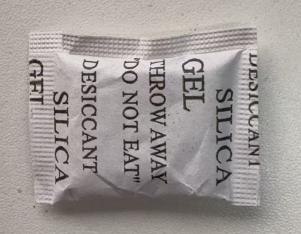 DESICCANT
SILICA
GEL
THROW AWAY
"DO NOT EAT"
DESICCANT
SILICA
GEL